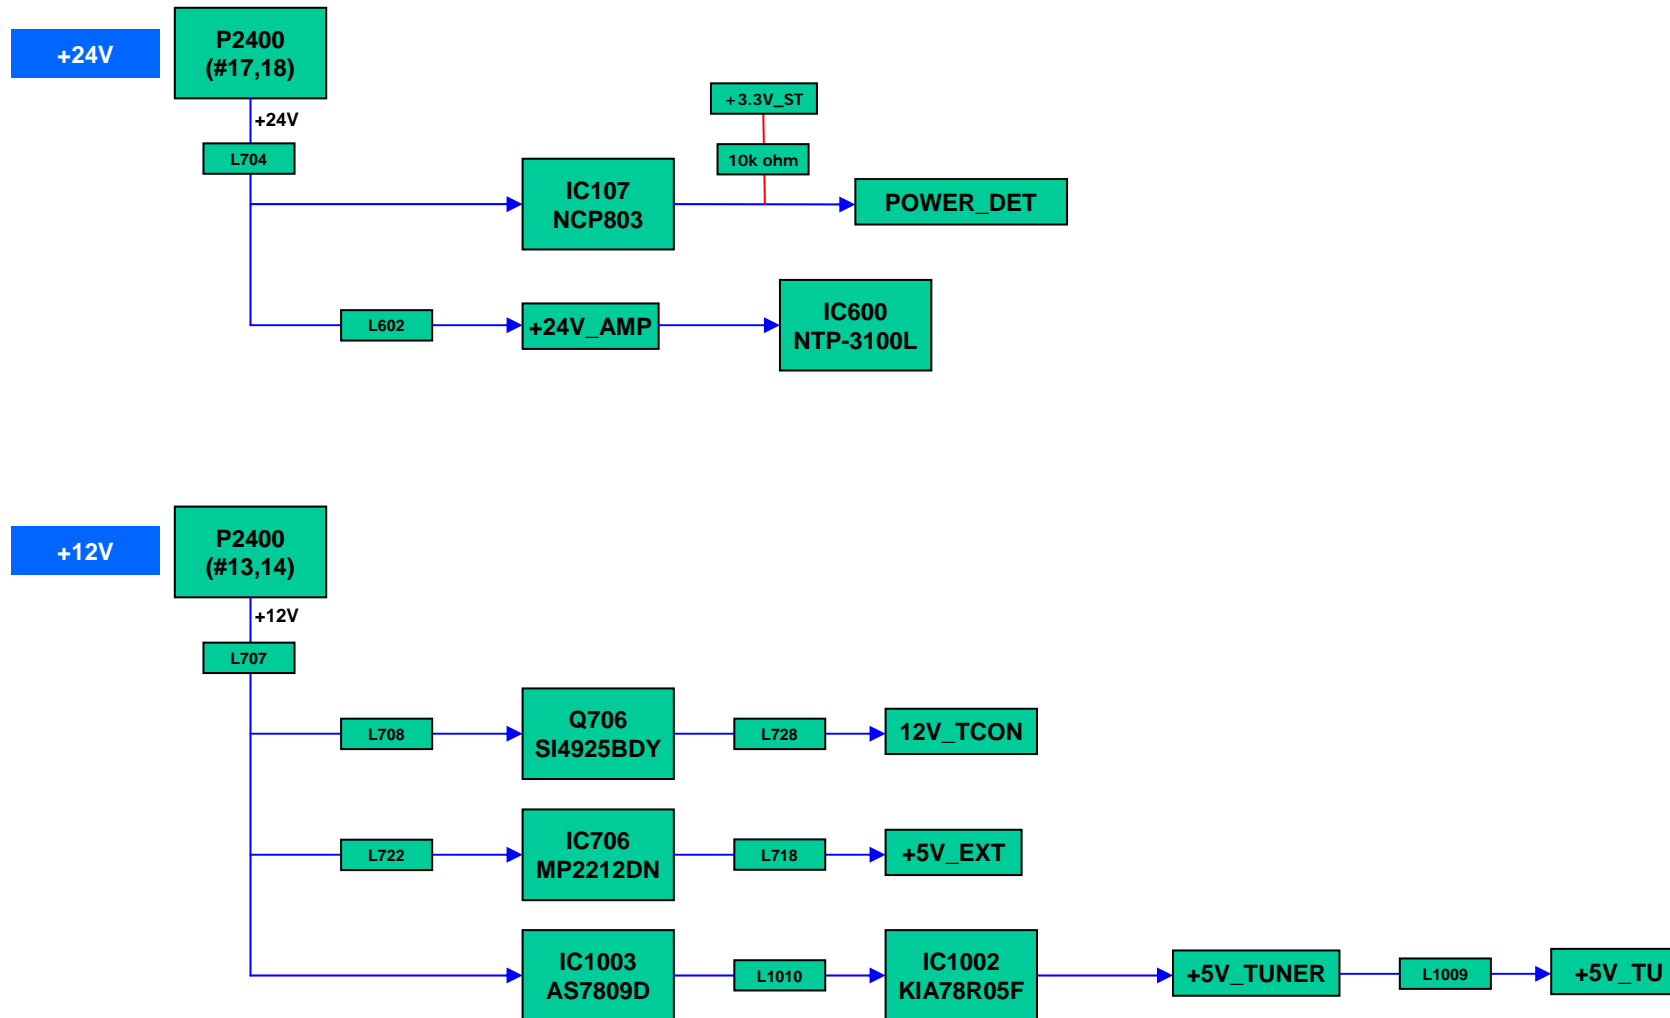 +24V
P2400
(#17,18)
+24V
L704
+3.3V_ST
10k ohm
IC107
NCP803
POWER_DET
L602
+24V_AMP
IC600
NTP-3100L
+12V
P2400
(#13,14)
+12V
L707
L708
Q706
SI4925BDY
L728
12V_TCON
L722
IC706
MP2212DN
L718
+5V_EXT
IC1003
AS7809D
L1010
IC1002
KIA78R05F
+5V_TUNER
L1009
+5V_TU